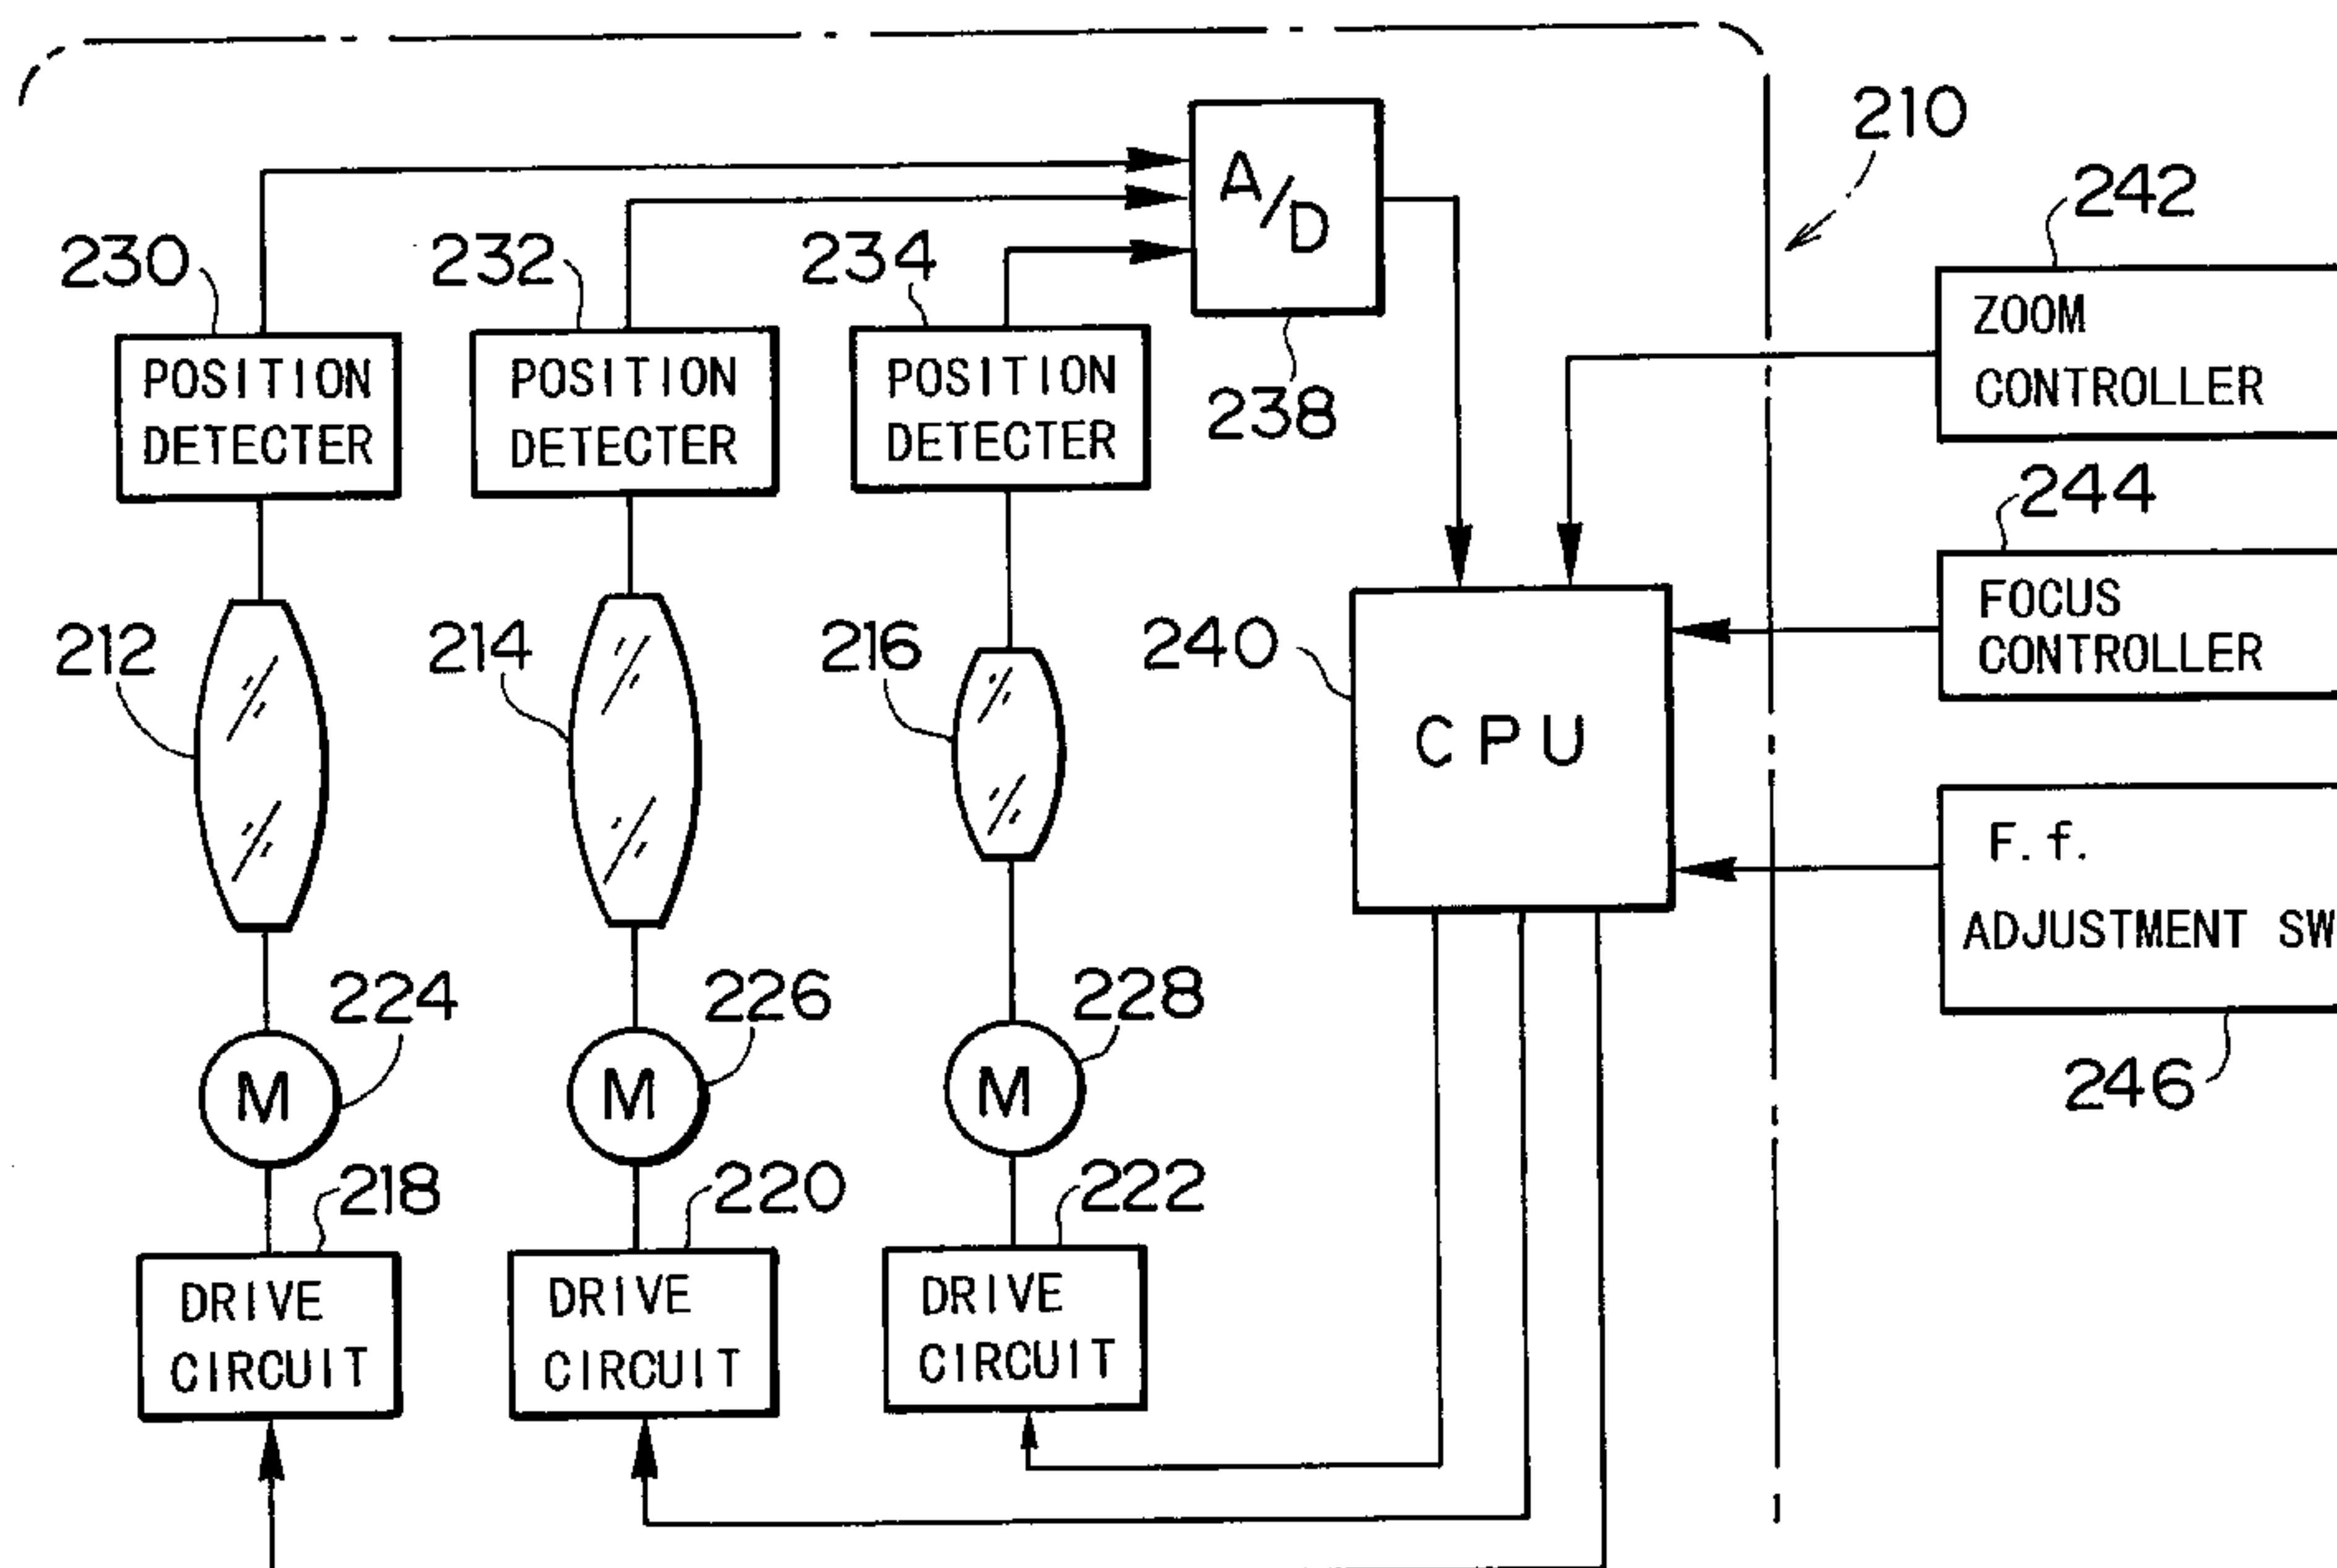 210
A/D
242
230
232
234
ZOOM
CONTROLLER
POSITION
DETECTER
POSITION
DETECTER
POSITION
DETECTER
238
244
FOCUS
CONTROLLER
212
214
216
240
CPU
F.f.
ADJUSTMENT SW
224
226
228
246
M
M
M
218
220
222
DRIVE
CIRCUIT
DRIVE
CIRCUIT
DRIVE
CIRCUIT